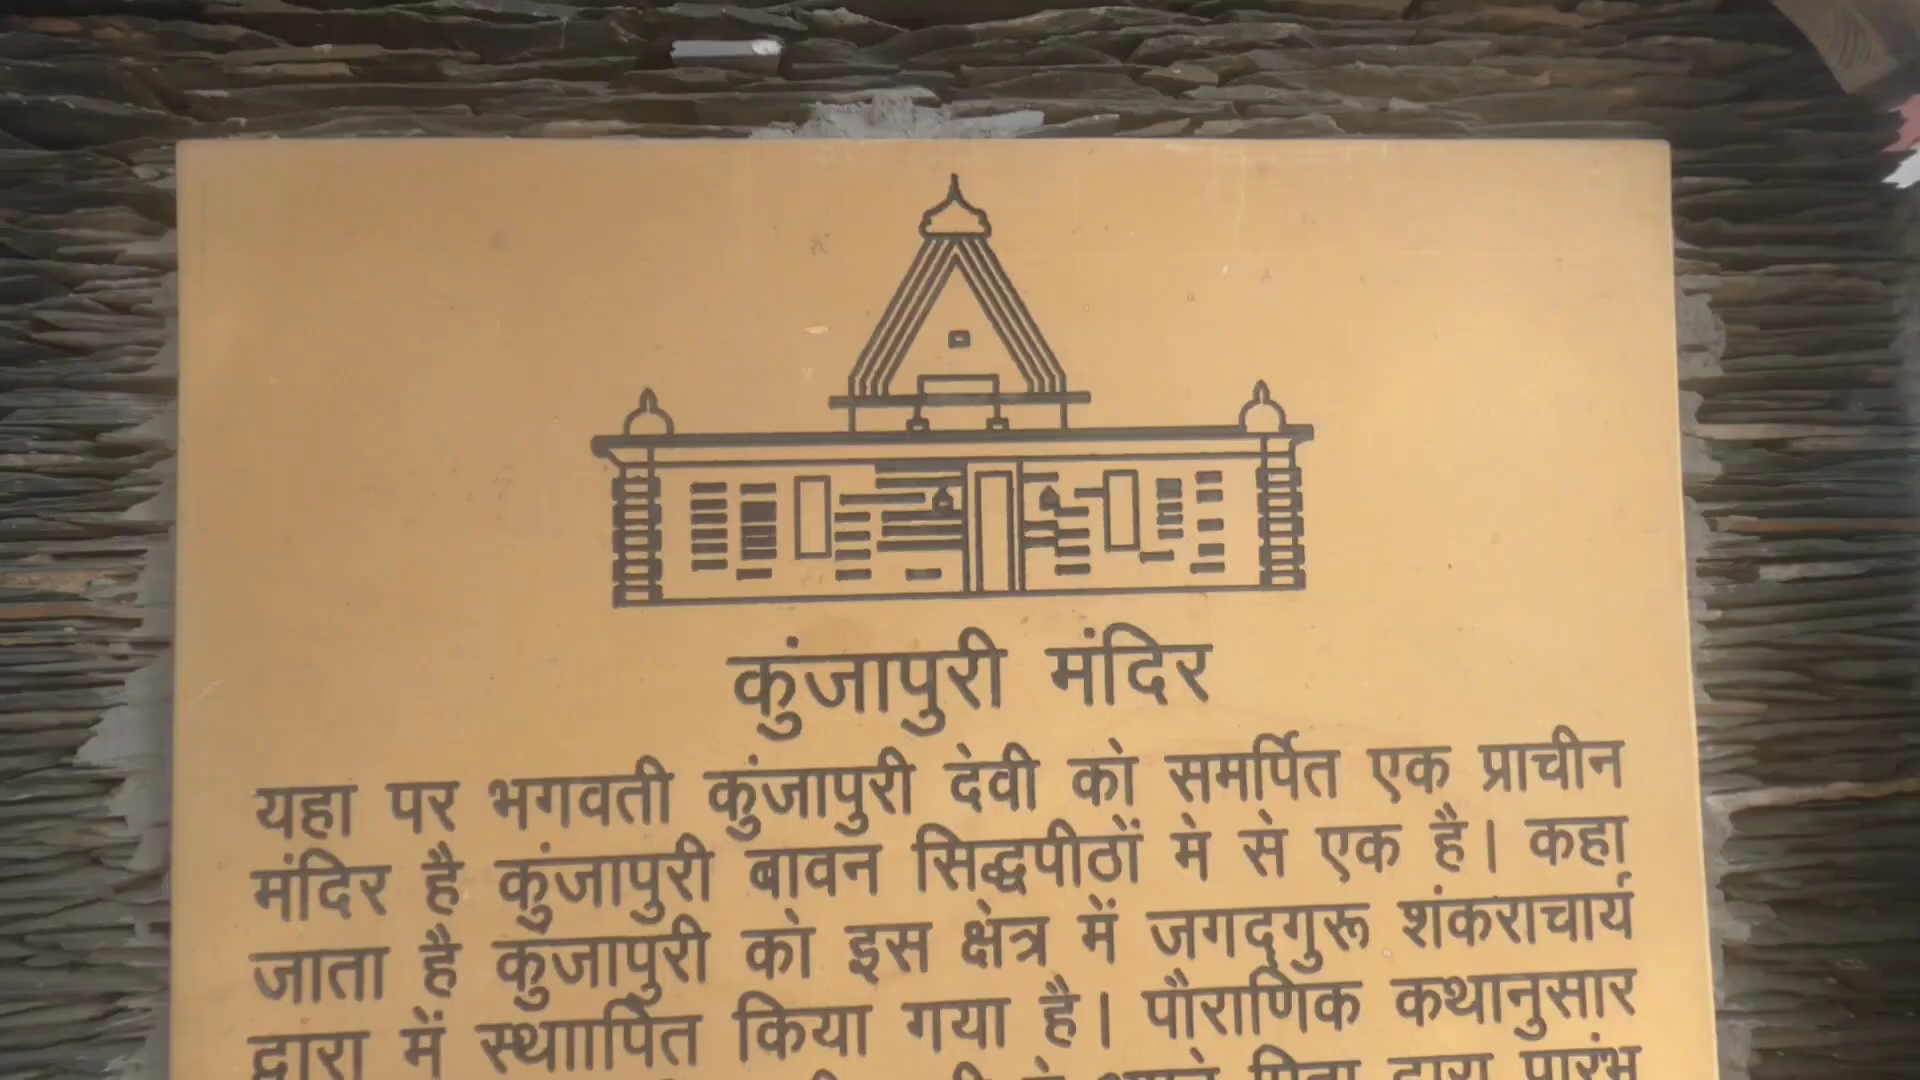 कुंजापुरी मंदिर
यहा पर भगवती कुंजापुरी देवी को समर्पित एक प्राचीन
मंदिर है कुंजापुरी बावन सिद्धपीठों मे से एक है। कहा
जाता है कुंजापुरी को इस क्षेत्र में जगद्गुरू शंकराचार्य
द्वारा में स्थाापित किया गया है। पौराणिक कथानुसार
पिता द्वारा प्रारंभ